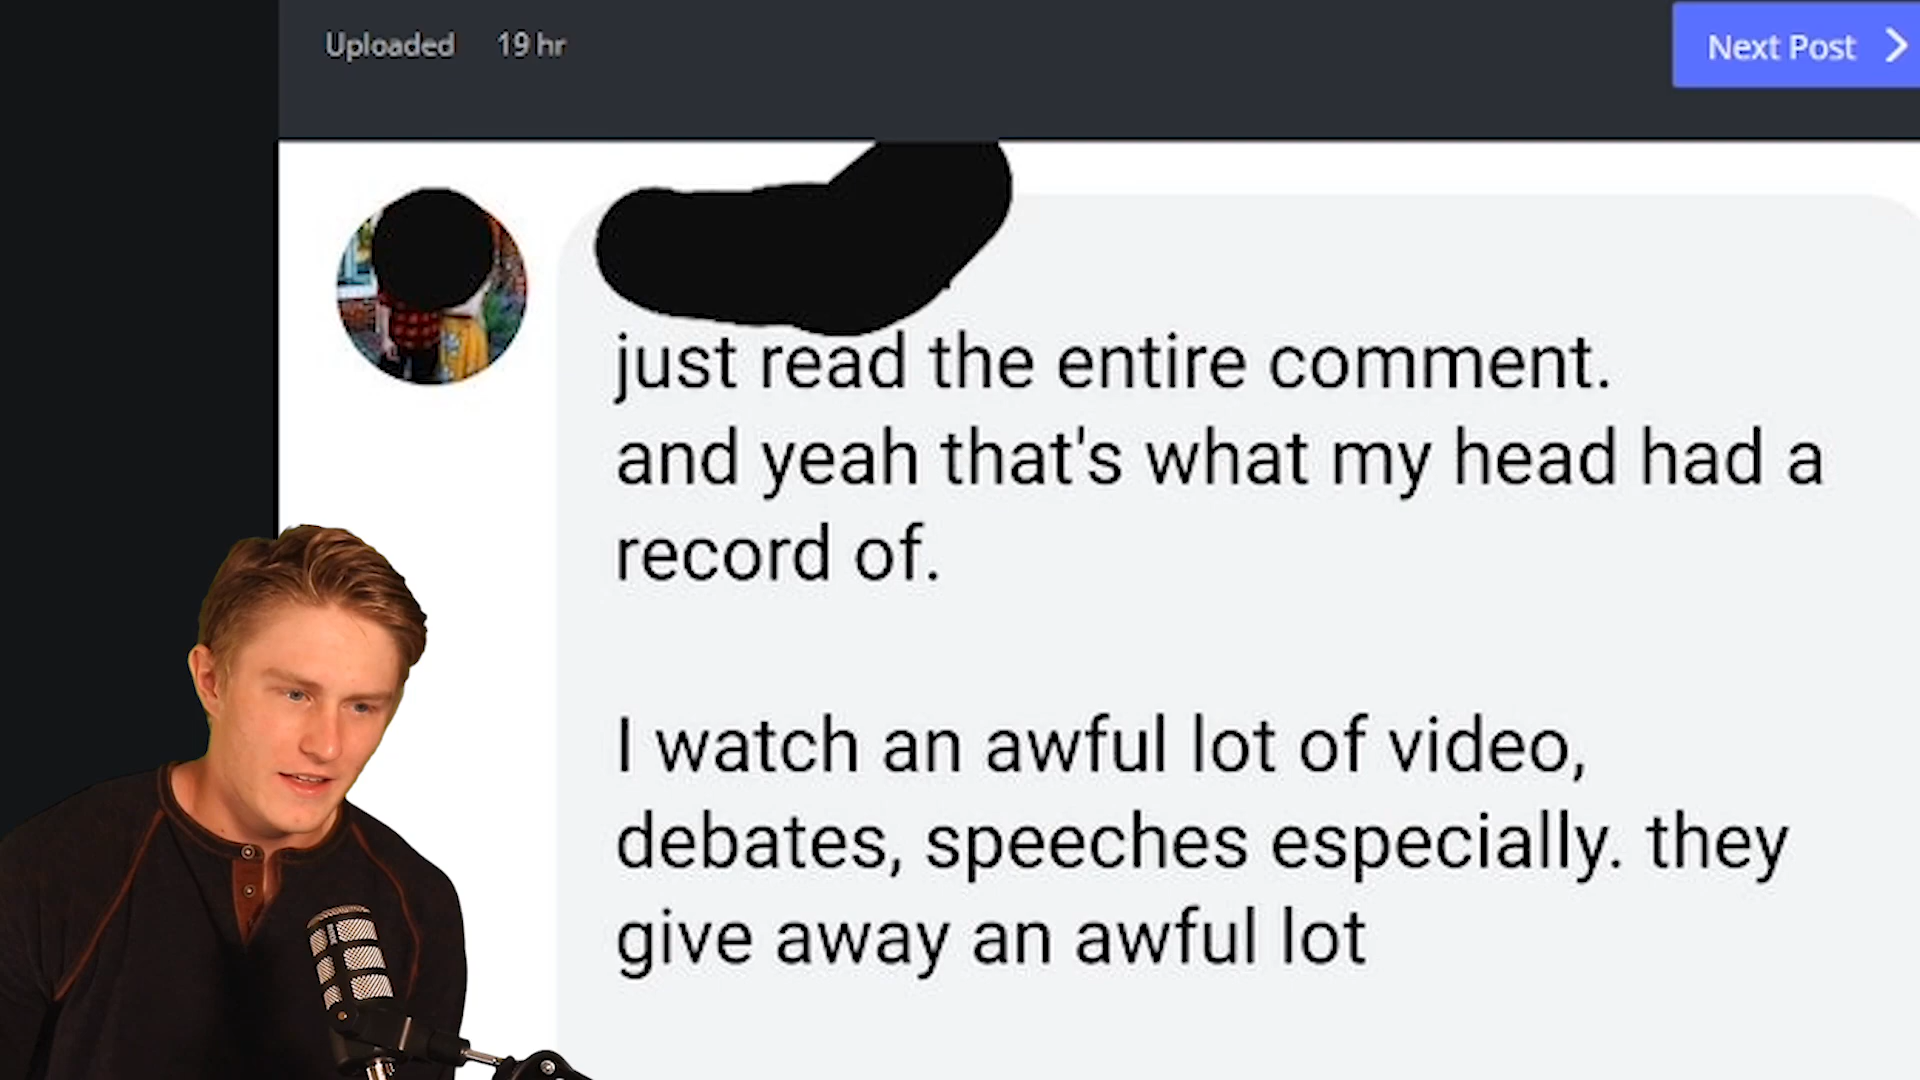 Uploaded 19 hr
Next Post
just read the entire comment.
and yeah that's what my head had a
record of.
I watch an awful lot of video,
debates, speeches especially. they
give away an awful lot